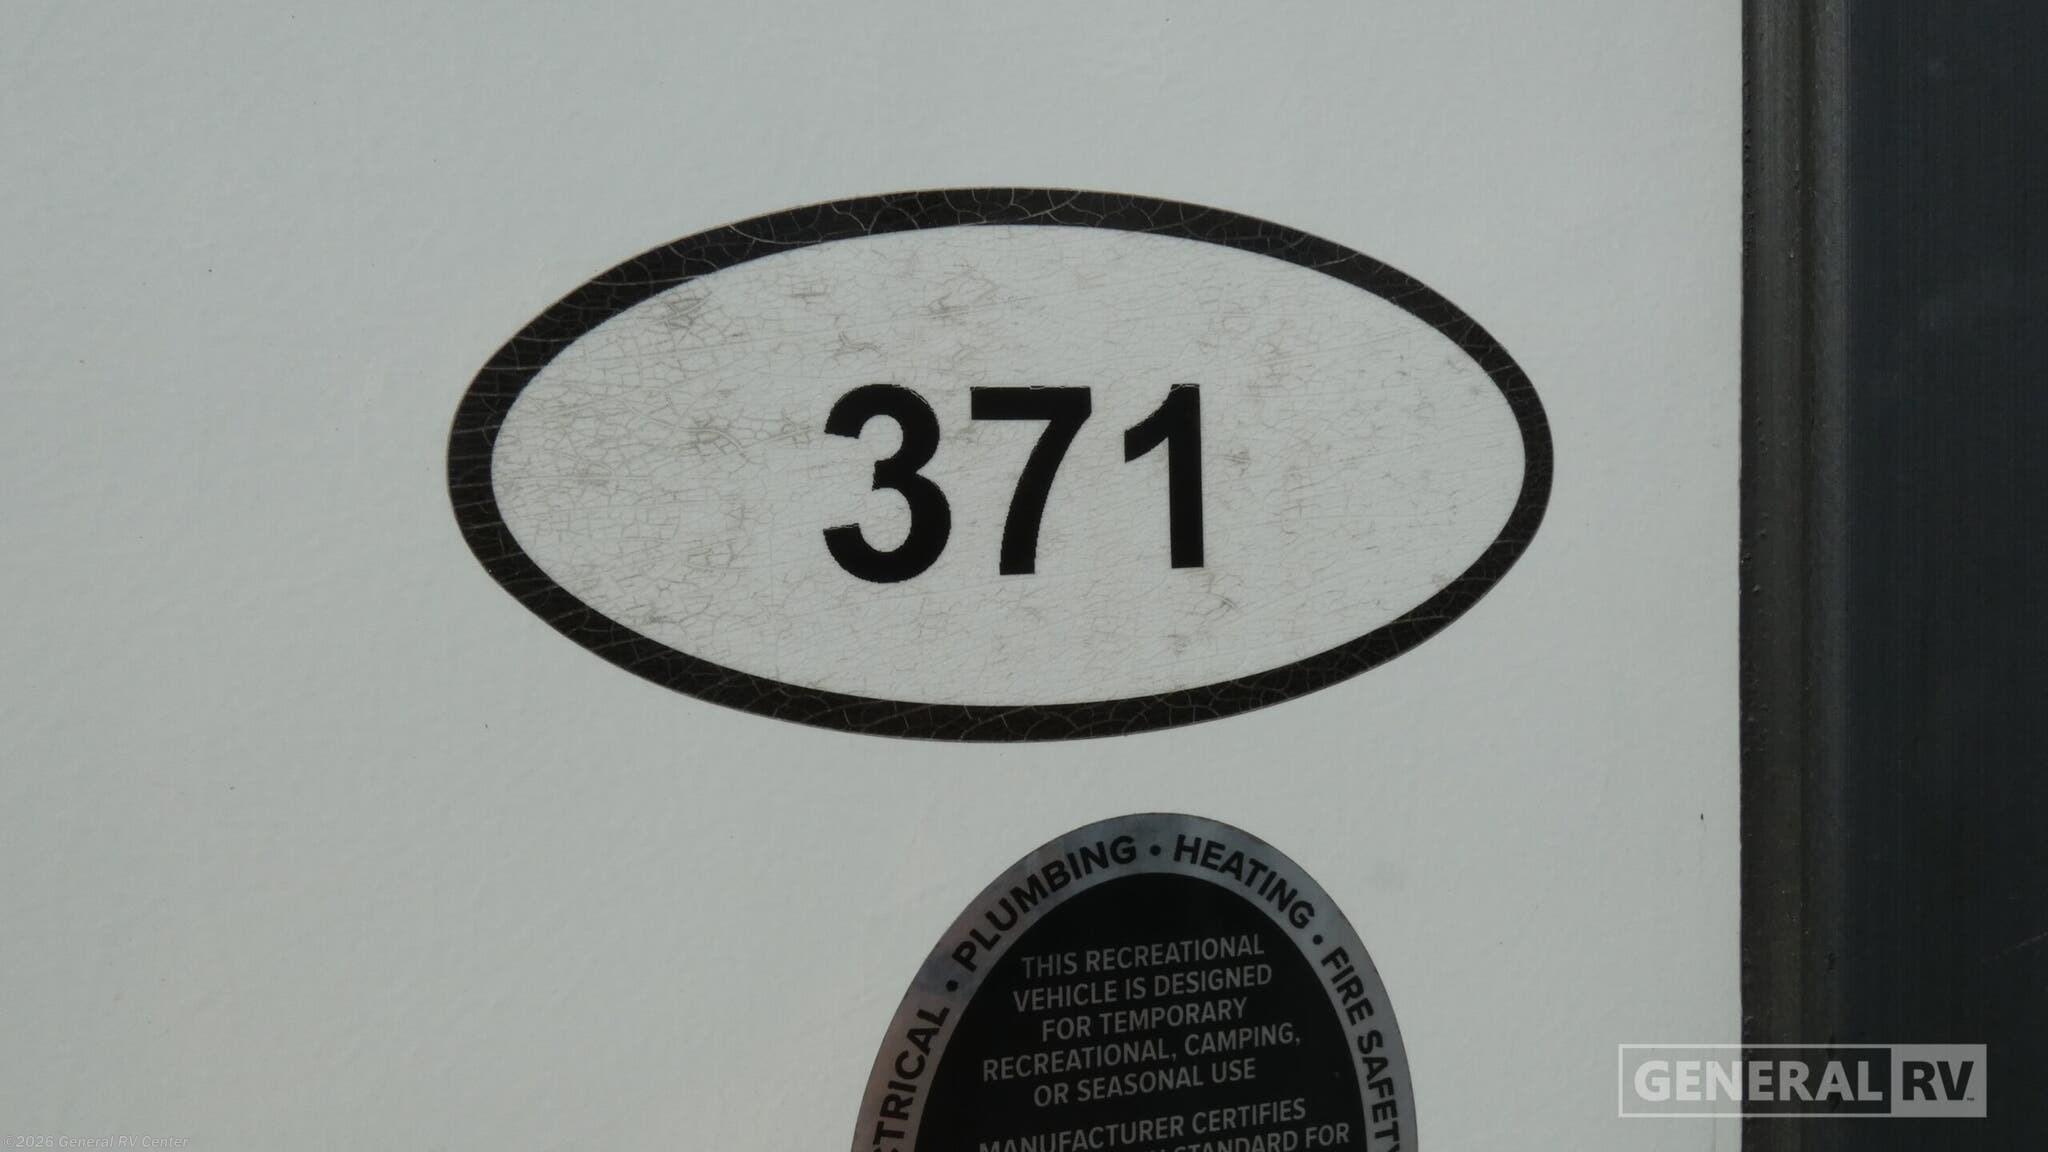 371
PLUMBING • HEATING • FIRE SAFETY
THIS RECREATIONAL
VEHICLE IS DESIGNED
FOR TEMPORARY
RECREATIONAL, CAMPING,
OR SEASONAL USE
MANUFACTURER CERTIFIES
STANDARD FOR
GENERAL RV
©2026 General RV Center